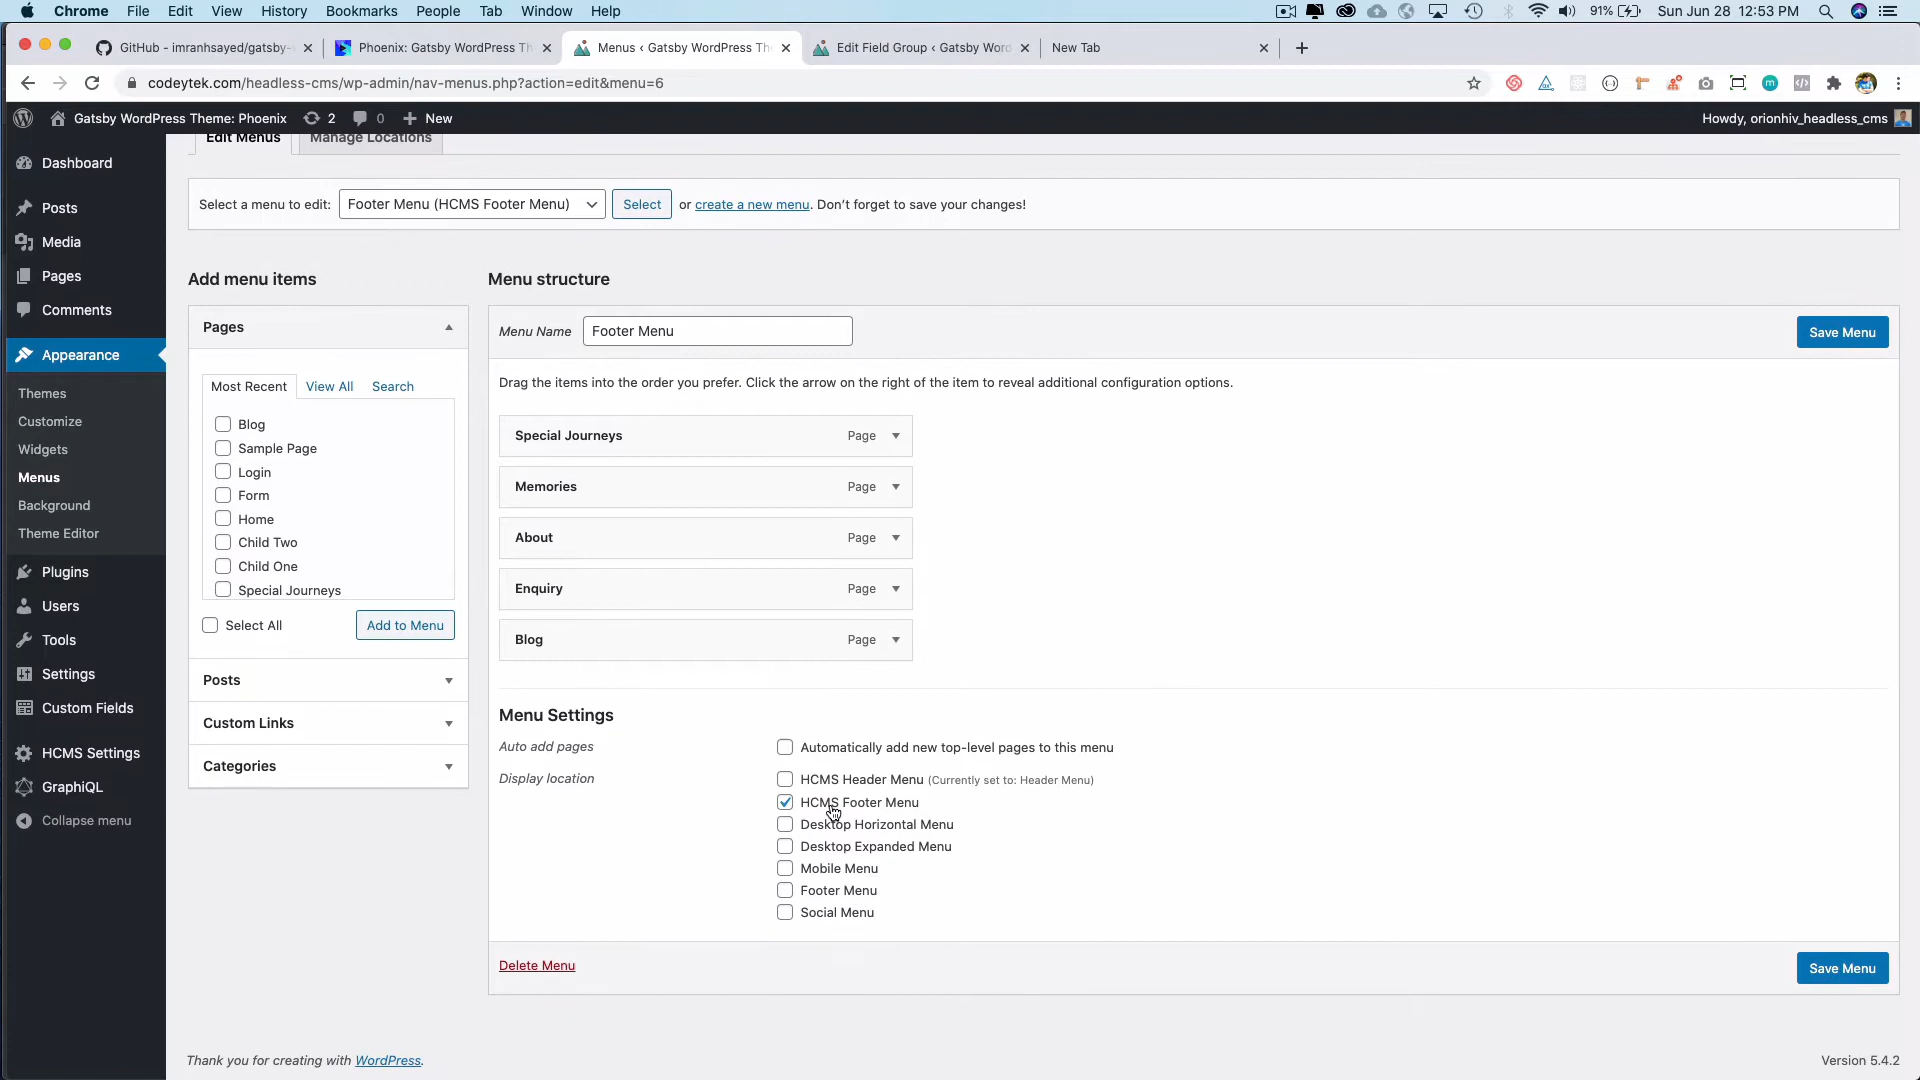 Chrome File Edit View History Bookmarks People Tab Window Help 91% Sun Jun 28 12:53 PM
GitHub - imranhsayed/gatsby- Phoenix: Gatsby WordPress Th Menus ‹ Gatsby WordPress The Edit Field Group ‹ Gatsby Word New Tab
codeytek.com/headless-cms/wp-admin/nav-menus.php?action=edit&menu=6
Gatsby WordPress Theme: Phoenix 2 0 New Howdy, orionhiv_headless_cms
Edit Menus Manage Locations
Dashboard
Posts
Media
Pages
Comments
Appearance
Themes
Customize
Widgets
Menus
Background
Theme Editor
Plugins
Users
Tools
Settings
Custom Fields
HCMS Settings
GraphiQL
Collapse menu
Select a menu to edit: Footer Menu (HCMS Footer Menu) Select or create a new menu. Don’t forget to save your changes!
Add menu items
Pages
Most Recent View All Search
Blog
Sample Page
Login
Form
Home
Child Two
Child One
Special Journeys
Select All Add to Menu
Posts
Custom Links
Categories
Menu structure
Menu Name Footer Menu Save Menu
Drag the items into the order you prefer. Click the arrow on the right of the item to reveal additional configuration options.
Special Journeys Page
Memories Page
About Page
Enquiry Page
Blog Page
Menu Settings
Auto add pages Automatically add new top-level pages to this menu
Display location HCMS Header Menu (Currently set to: Header Menu)
HCMS Footer Menu
Desktop Horizontal Menu
Desktop Expanded Menu
Mobile Menu
Footer Menu
Social Menu
Delete Menu Save Menu
Thank you for creating with WordPress. Version 5.4.2